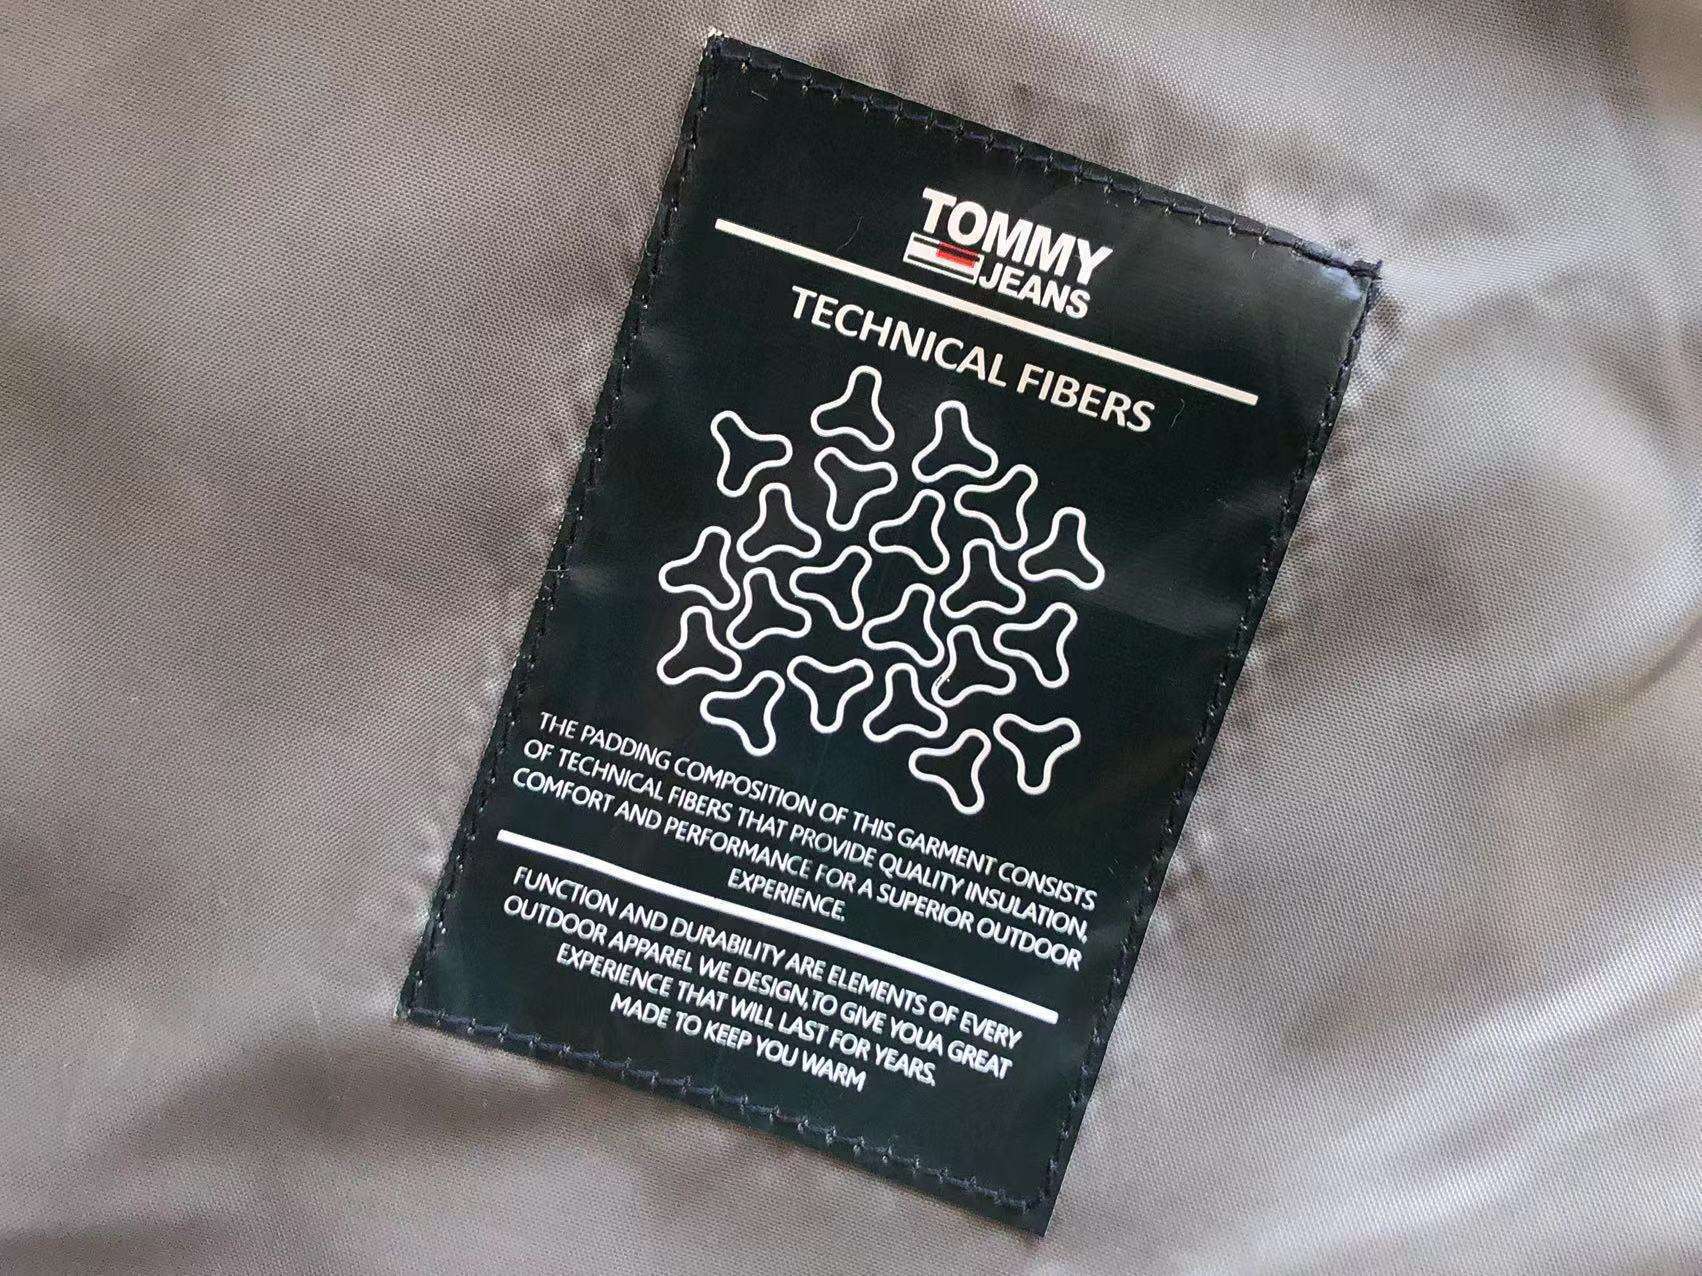 TOMMY
JEANS
TECHNICAL FIBERS
THE PADDING COMPOSITION OF THIS GARMENT CONSISTS
OF TECHNICAL FIBERS THAT PROVIDE QUALITY INSULATION,
COMFORT AND PERFORMANCE FOR A SUPERIOR OUTDOOR
EXPERIENCE.
FUNCTION AND DURABILITY ARE ELEMENTS OF EVERY
OUTDOOR APPAREL WE DESIGN,TO GIVE YOUA GREAT
EXPERIENCE THAT WILL LAST FOR YEARS.
MADE TO KEEP YOU WARM